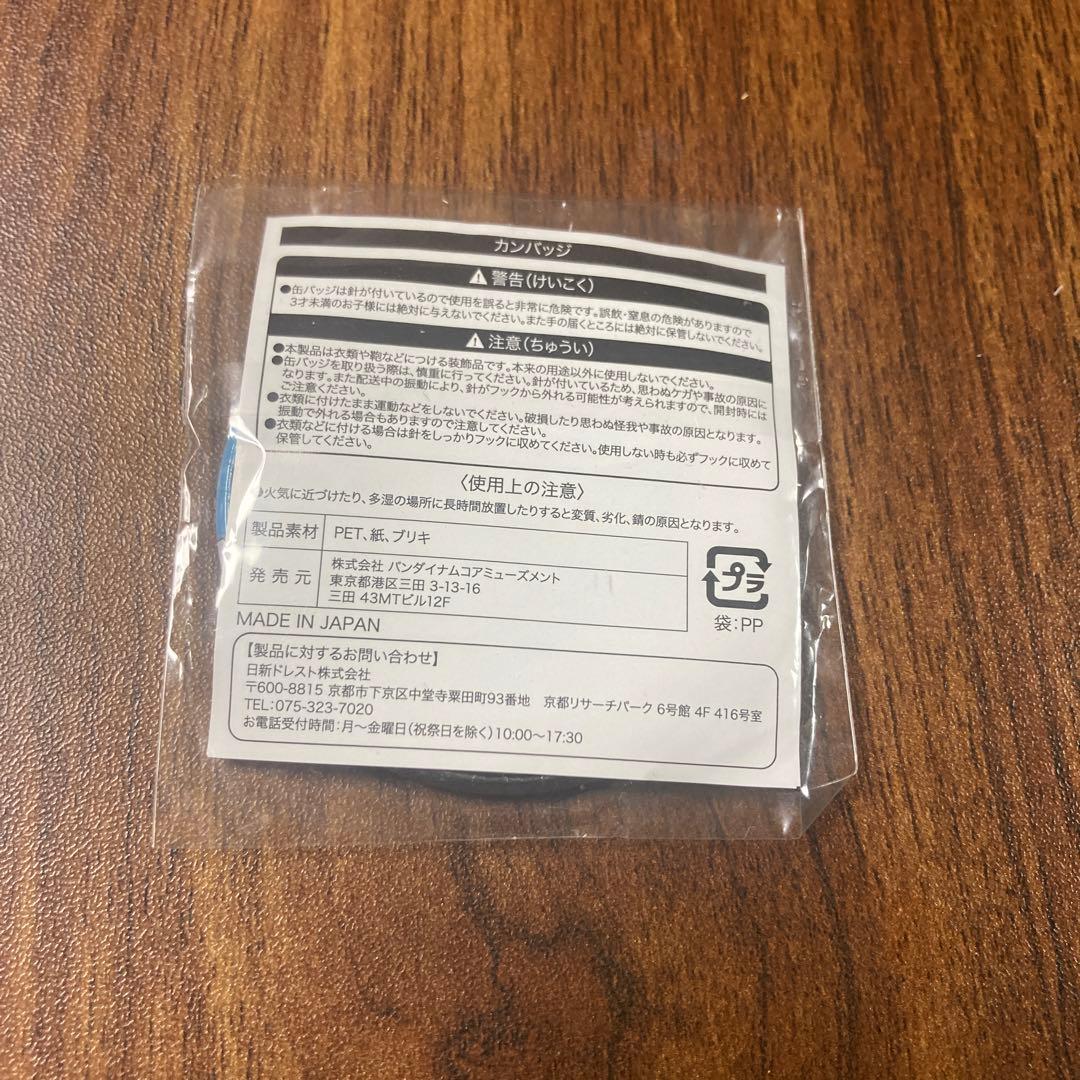 カンバッジ
警告(けいこく)
●缶バッジは針が付いているので使用を誤ると非常に危険です。誤飲・窒息の危険がありますので
3才未満のお子様には絶対に与えないでください。また手の届くところには絶対に保管しないでください。
注意(ちゅうい)
●本製品は衣類や鞄などにつける装飾品です。本来の用途以外に使用しないでください。
●缶バッジを取り扱う際は、慎重に行ってください。針が付いているため、思わぬケガや事故の原因に
なります。また配送中の振動により、針がフックから外れる可能性が考えられますので、開封時には
ご注意ください。
●衣類に付けたまま運動などをしないでください。破損したり思わぬ怪我や事故の原因となります。
振動で外れる場合もありますので注意してください。
●衣類などに付ける場合は針をしっかりフックに収めてください。使用しない時も必ずフックに収めて
保管してください。
〈使用上の注意〉
●火気に近づけたり、多湿の場所に長時間放置したりすると変質、劣化、錆の原因となります。
製品素材 PET、紙、ブリキ
発売元 株式会社 バンダイナムコアミューズメント
東京都港区三田 3-13-16
三田 43MTビル12F
プラ
袋:PP
MADE IN JAPAN
【製品に対するお問い合わせ】
日新ドレスト株式会社
〒600-8815 京都市下京区中堂寺粟田町93番地 京都リサーチパーク 6号館 4F 416号室
TEL:075-323-7020
お電話受付時間:月〜金曜日(祝祭日を除く)10:00〜17:30